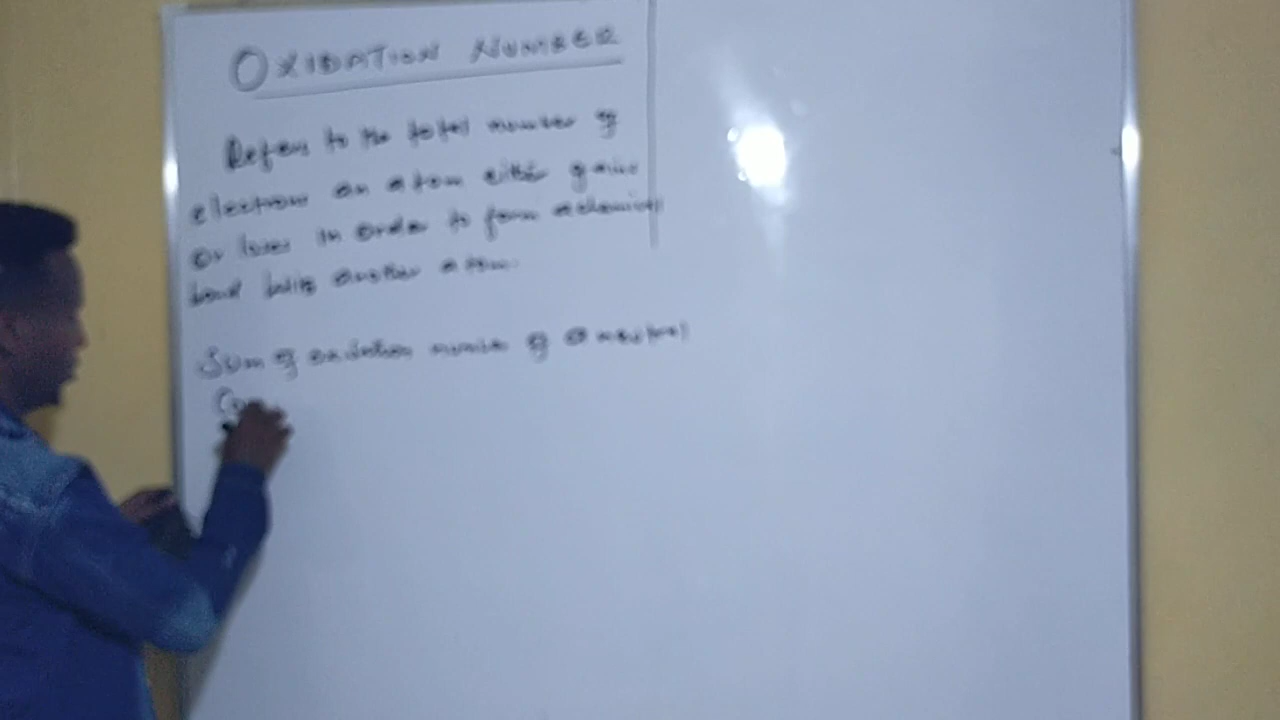 OXIDATION NUMBER
Refers to the total number of
electrons an atom either gains
or loses in order to form a chemical
bond with another atom.
Sum of oxidation number of a neutral